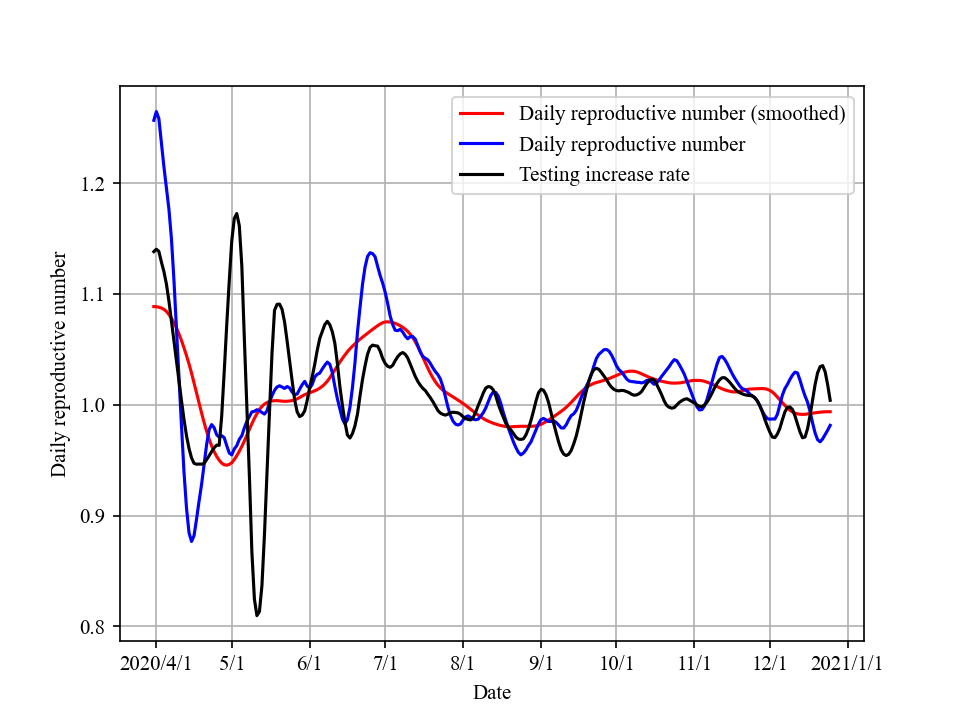 Daily reproductive number (smoothed)
Daily reproductive number
Testing increase rate
Daily reproductive number
1.2
1.1
1.0
0.9
0.8
2020/4/1 5/1 6/1 7/1 8/1 9/1 10/1 11/1 12/1 2021/1/1
Date